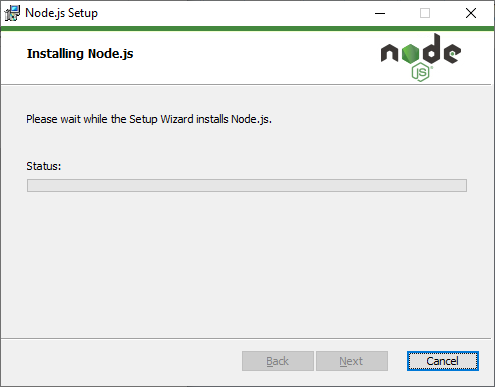 Node.js Setup
Installing Node.js
node
JS
Please wait while the Setup Wizard installs Node.js.
Status:
Back Next Cancel